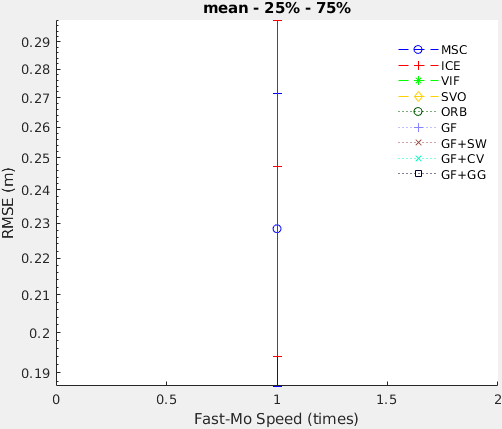 mean - 25% - 75%
0.29
0.28
0.27
0.26
0.25
0.24
0.23
0.22
0.21
0.2
0.19
RMSE (m)
MSC
ICE
VIF
SVO
ORB
GF
GF+SW
GF+CV
GF+GG
0 0.5 1 1.5 2
Fast-Mo Speed (times)